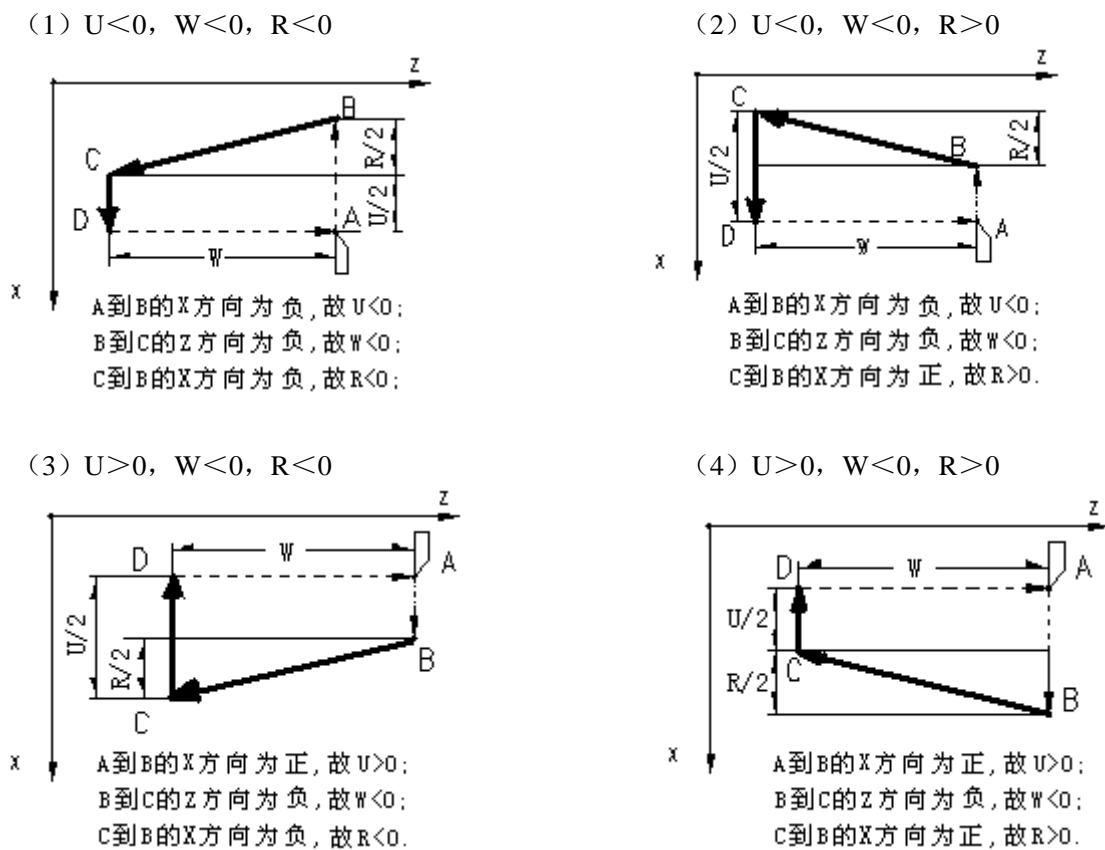 （1）U＜0，W＜0，R＜0
Z
B
R/2
C
U/2
D
A
W
X
A到B的X方向为负,故U<0;
B到C的Z方向为负,故W<0;
C到B的X方向为负,故R<0;
（2）U＜0，W＜0，R＞0
Z
C
R/2
U/2
B
D
A
W
X
A到B的X方向为负,故U<0;
B到C的Z方向为负,故W<0;
C到B的X方向为正,故R>0.
（3）U＞0，W＜0，R＜0
Z
W
D
A
U/2
R/2
B
C
X
A到B的X方向为正,故U>0;
B到C的Z方向为负,故W<0;
C到B的X方向为负,故R<0.
（4）U＞0，W＜0，R＞0
Z
D
W
A
U/2
C
R/2
B
X
A到B的X方向为正,故U>0;
B到C的Z方向为负,故W<0;
C到B的X方向为正,故R>0.